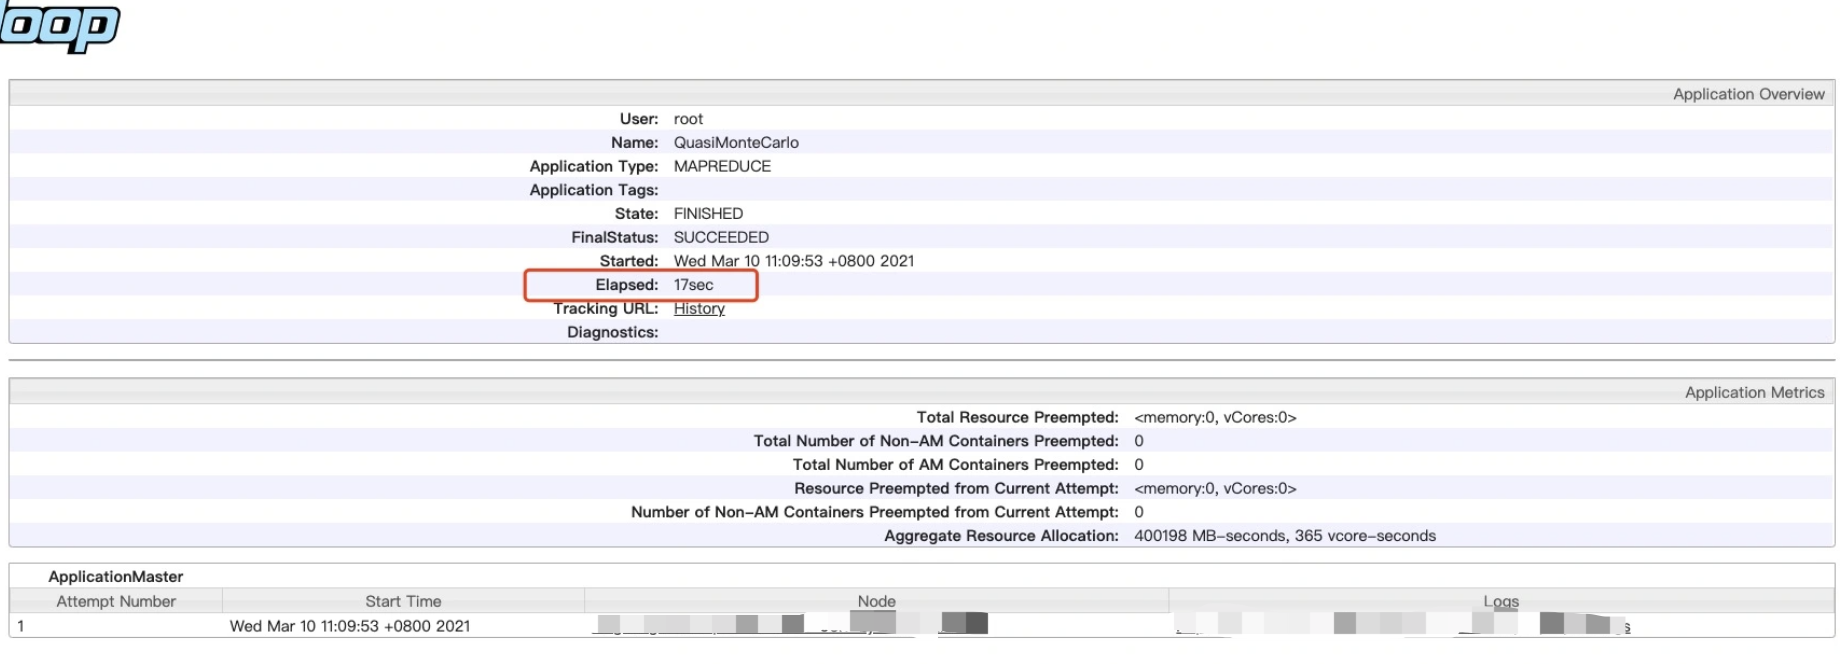 oop
Application Overview
User: root
Name: QuasiMonteCarlo
Application Type: MAPREDUCE
Application Tags:
State: FINISHED
FinalStatus: SUCCEEDED
Started: Wed Mar 10 11:09:53 +0800 2021
Elapsed: 17sec
Tracking URL: History
Diagnostics:
Application Metrics
Total Resource Preempted: <memory:0, vCores:0>
Total Number of Non-AM Containers Preempted: 0
Total Number of AM Containers Preempted: 0
Resource Preempted from Current Attempt: <memory:0, vCores:0>
Number of Non-AM Containers Preempted from Current Attempt: 0
Aggregate Resource Allocation: 400198 MB-seconds, 365 vcore-seconds
ApplicationMaster
Attempt Number Start Time Node Logs
1 Wed Mar 10 11:09:53 +0800 2021